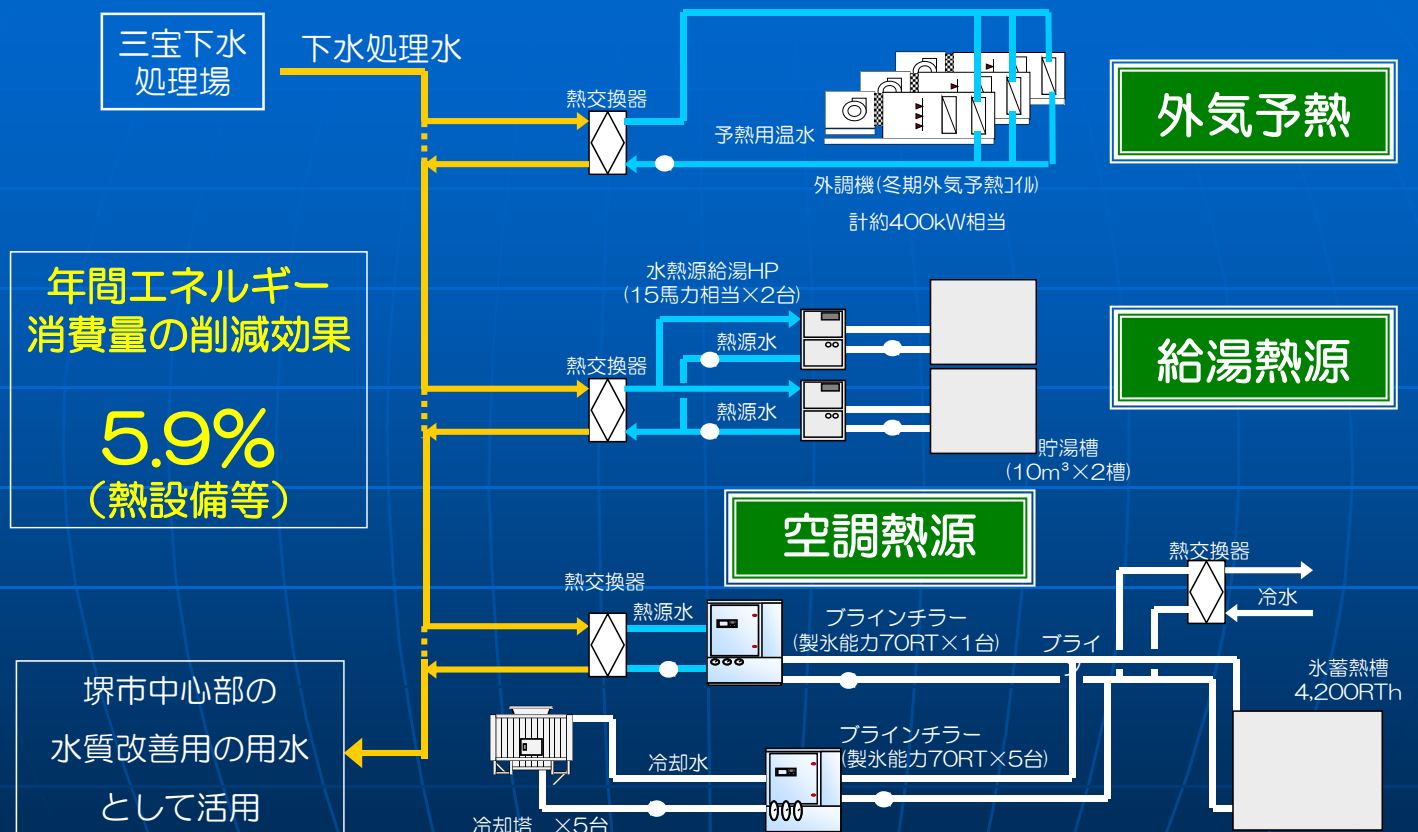 三宝下水
処理場
下水処理水
熱交換器
予熱用温水
外調機(冬期外気予熱ｺｲﾙ)
計約400kW相当
外気予熱
年間エネルギー
消費量の削減効果
5.9%
(熱設備等)
水熱源給湯HP
(15馬力相当×2台)
熱交換器
熱源水
熱源水
給湯熱源
貯湯槽
(10m³×2槽)
空調熱源
熱交換器
熱源水
ブラインチラー
(製氷能力70RT×1台)
ブライ
熱交換器
冷水
氷蓄熱槽
4,200RTh
堺市中心部の
水質改善用の用水
として活用
冷却水
ブラインチラー
(製氷能力70RT×5台)
冷却塔　×5台